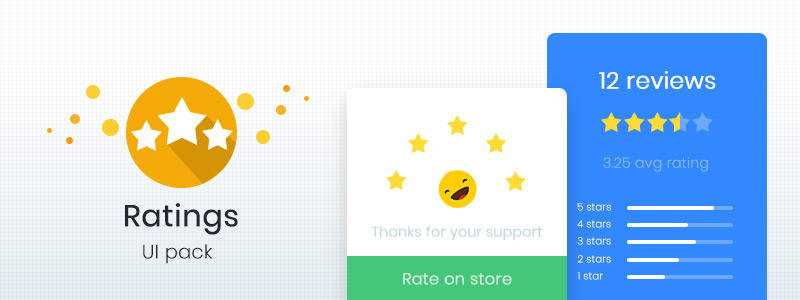 Ratings
UI pack
Thanks for your support
Rate on store
12 reviews
3.25 avg rating
5 stars
4 stars
3 stars
2 stars
1 star